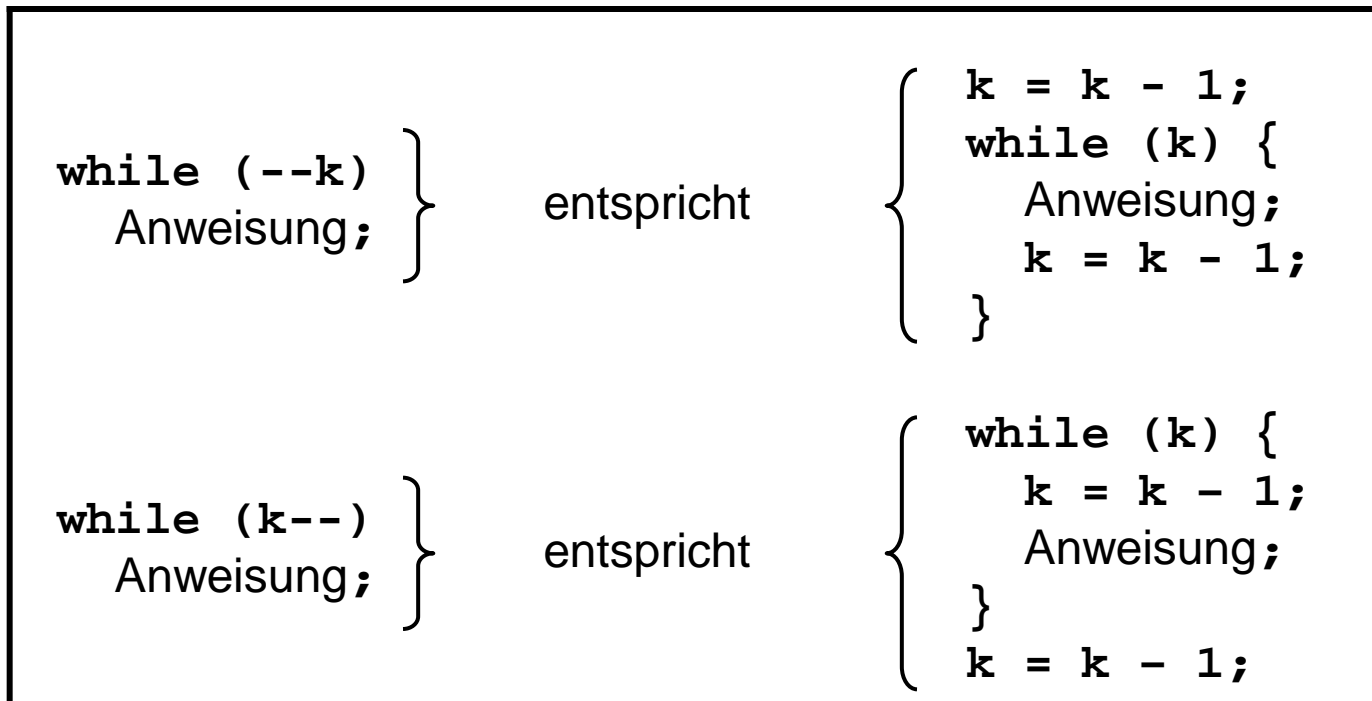 while (--k)
Anweisung;
entspricht
k = k - 1;
while (k) {
Anweisung;
k = k - 1;
}
while (k--)
Anweisung;
entspricht
while (k) {
k = k – 1;
Anweisung;
}
k = k – 1;